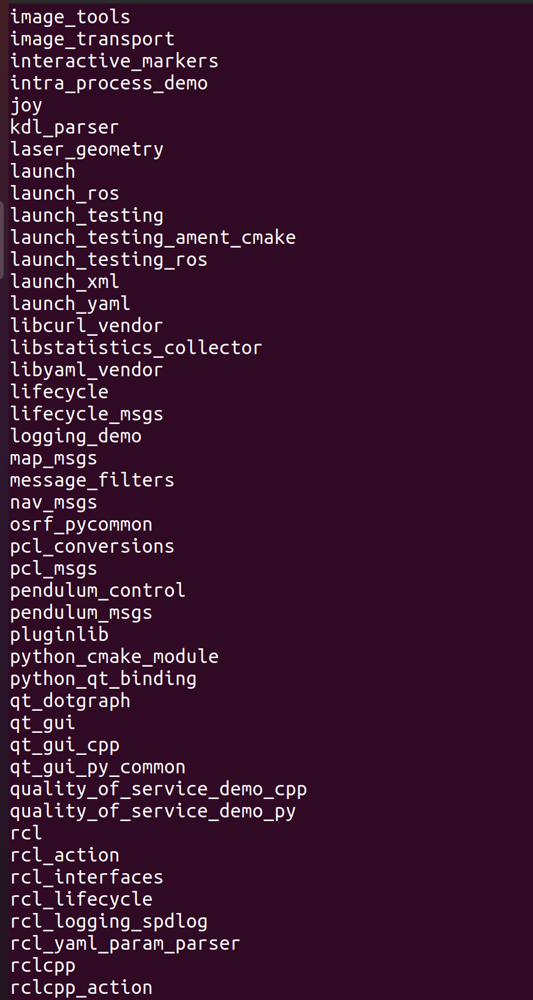 image_tools
image_transport
interactive_markers
intra_process_demo
joy
kdl_parser
laser_geometry
launch
launch_ros
launch_testing
launch_testing_ament_cmake
launch_testing_ros
launch_xml
launch_yaml
libcurl_vendor
libstatistics_collector
libyaml_vendor
lifecycle
lifecycle_msgs
logging_demo
map_msgs
message_filters
nav_msgs
osrf_pycommon
pcl_conversions
pcl_msgs
pendulum_control
pendulum_msgs
pluginlib
python_cmake_module
python_qt_binding
qt_dotgraph
qt_gui
qt_gui_cpp
qt_gui_py_common
quality_of_service_demo_cpp
quality_of_service_demo_py
rcl
rcl_action
rcl_interfaces
rcl_lifecycle
rcl_logging_spdlog
rcl_yaml_param_parser
rclcpp
rclcpp_action